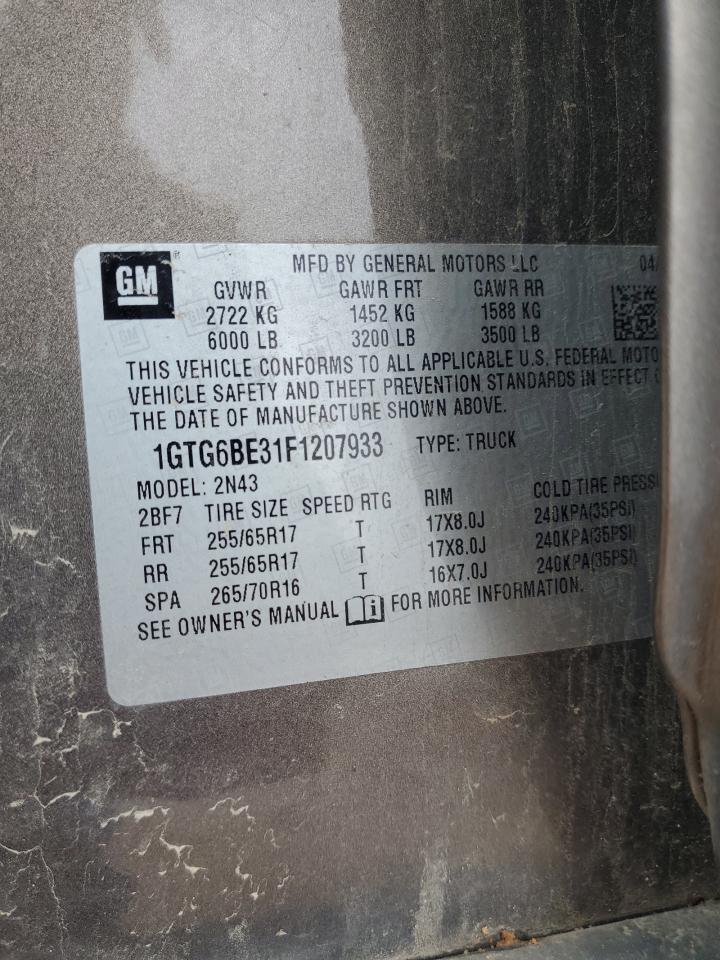 GM
MFD BY GENERAL MOTORS LLC 04/
GVWR GAWR FRT GAWR RR
2722 KG 1452 KG 1588 KG
6000 LB 3200 LB 3500 LB
THIS VEHICLE CONFORMS TO ALL APPLICABLE U.S. FEDERAL MOTO
VEHICLE SAFETY AND THEFT PREVENTION STANDARDS IN EFFECT
THE DATE OF MANUFACTURE SHOWN ABOVE.
1GTG6BE31F1207933 TYPE: TRUCK
MODEL: 2N43
2BF7 TIRE SIZE SPEED RTG RIM COLD TIRE PRESS
FRT 255/65R17 T 17X8.0J 240KPA(35PSI)
RR 255/65R17 T 17X8.0J 240KPA(35PSI)
SPA 265/70R16 T 16X7.0J 240KPA(35PSI)
SEE OWNER'S MANUAL FOR MORE INFORMATION.